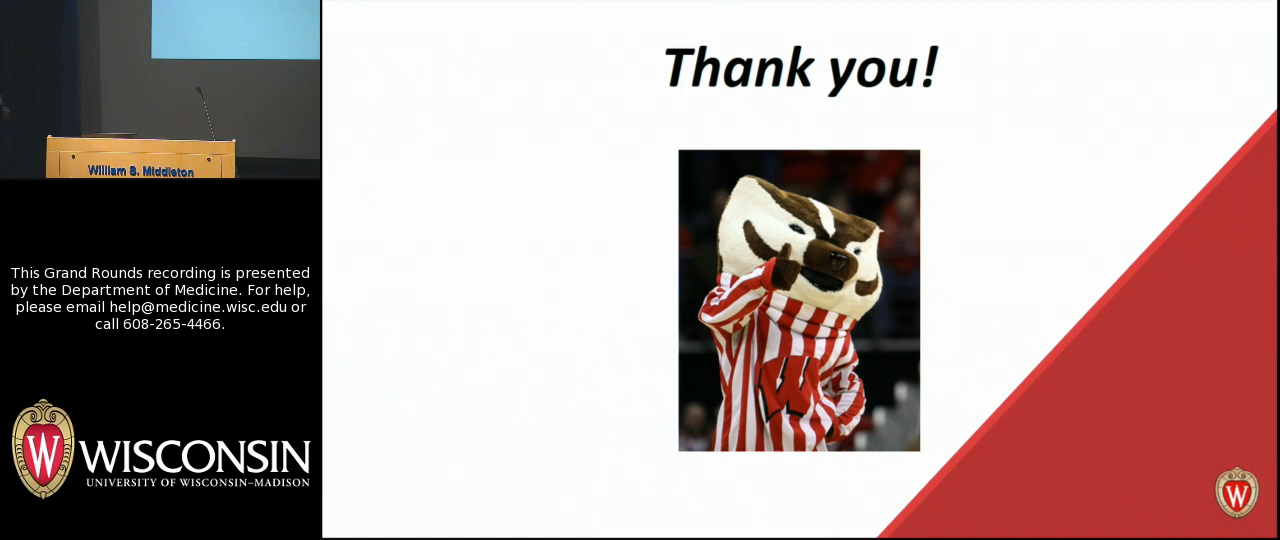 Thank you!
William S. Middleton
This Grand Rounds recording is presented
by the Department of Medicine. For help,
please email help@medicine.wisc.edu or
call 608-265-4466.
W
WISCONSIN
UNIVERSITY OF WISCONSIN–MADISON
W
W